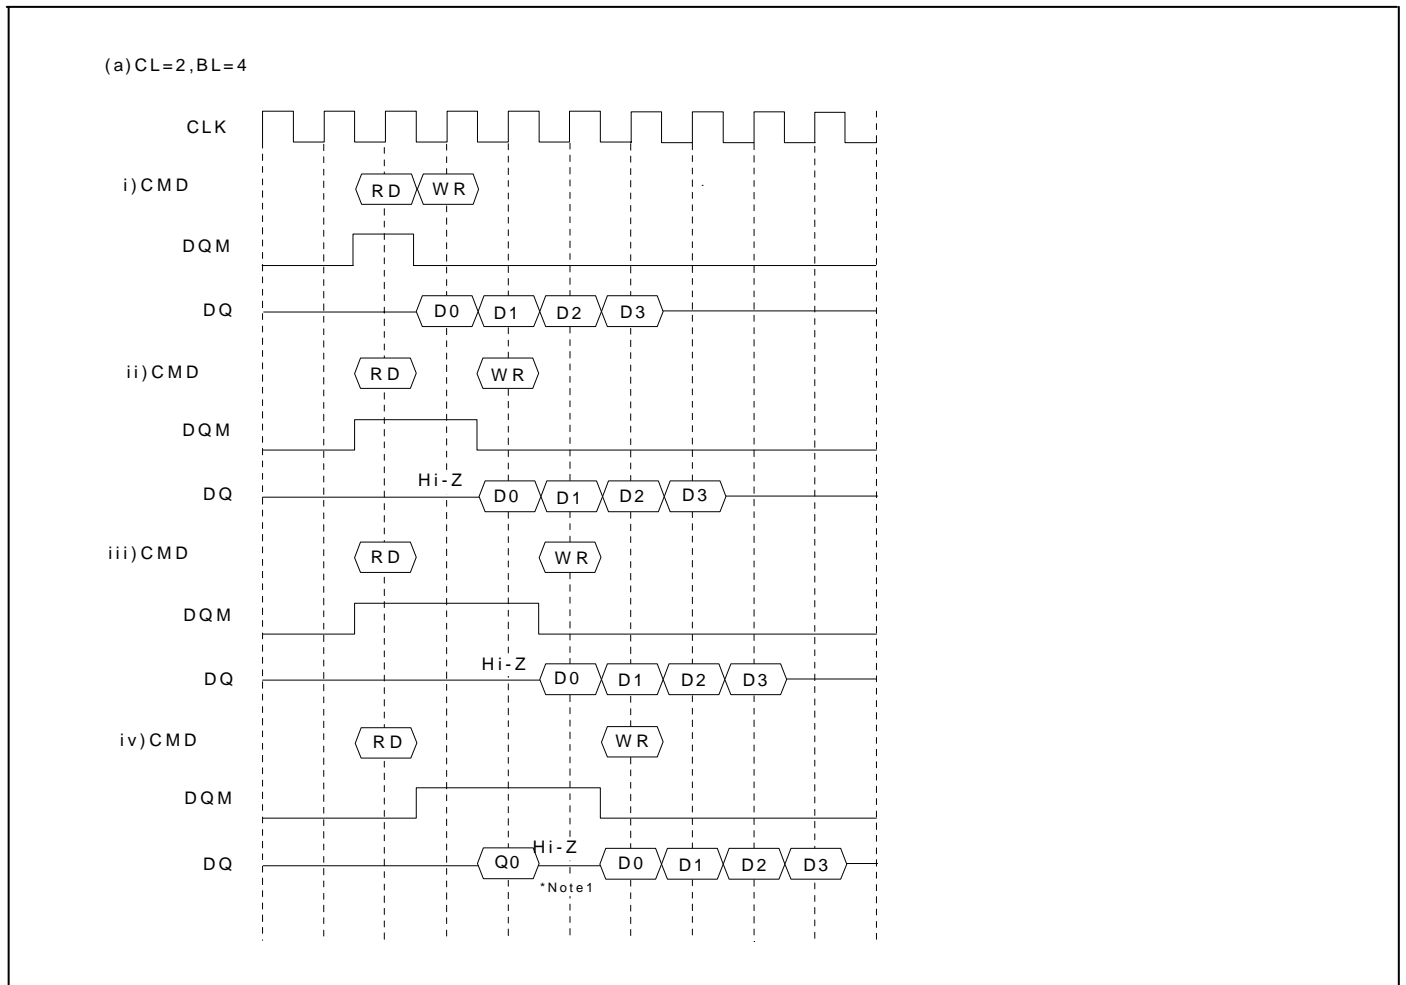 (a)CL=2,BL=4
CLK
i)CMD RD WR
DQM
DQ D0 D1 D2 D3
ii)CMD RD WR
DQM
Hi-Z
DQ D0 D1 D2 D3
iii)CMD RD WR
DQM
Hi-Z
DQ D0 D1 D2 D3
iv)CMD RD WR
DQM
Hi-Z
DQ Q0 D0 D1 D2 D3
*Note1